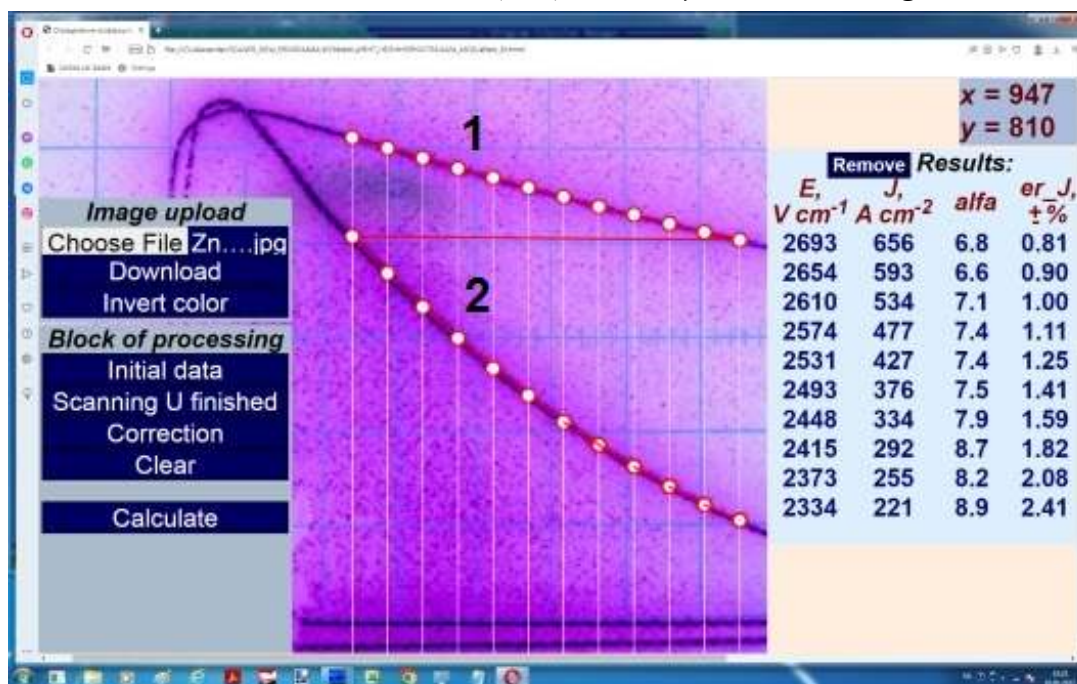 x = 947
y = 810
1
2
Image upload
Choose File Zn....jpg
Download
Invert color
Block of processing
Initial data
Scanning U finished
Correction
Clear
Calculate
Remove Results:
E, J, alfa er_J,
V cm-1 A cm-2 ±%
2693 656 6.8 0.81
2654 593 6.6 0.90
2610 534 7.1 1.00
2574 477 7.4 1.11
2531 427 7.4 1.25
2493 376 7.5 1.41
2448 334 7.9 1.59
2415 292 8.7 1.82
2373 255 8.2 2.08
2334 221 8.9 2.41